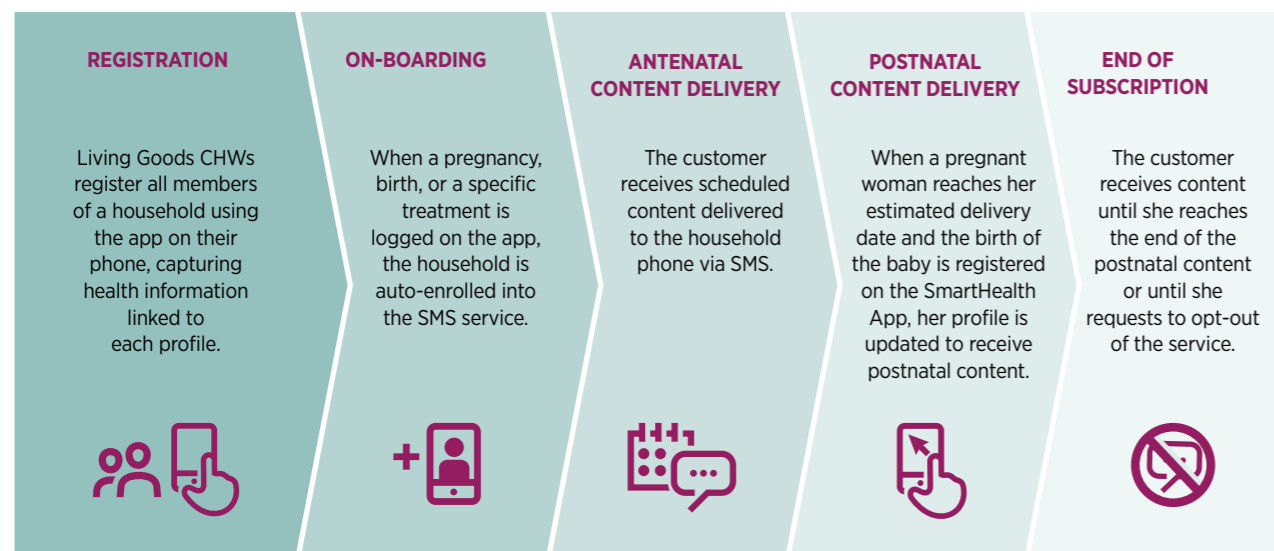 REGISTRATION
Living Goods CHWs
register all members
of a household using
the app on their
phone, capturing
health information
linked to
each profile.
ON-BOARDING
When a pregnancy,
birth, or a specific
treatment is
logged on the app,
the household is
auto-enrolled into
the SMS service.
ANTENATAL
CONTENT DELIVERY
The customer
receives scheduled
content delivered
to the household
phone via SMS.
POSTNATAL
CONTENT DELIVERY
When a pregnant
woman reaches her
estimated delivery
date and the birth of
the baby is registered
on the SmartHealth
App, her profile is
updated to receive
postnatal content.
END OF
SUBSCRIPTION
The customer
receives content
until she reaches
the end of the
postnatal content
or until she
requests to opt-out
of the service.